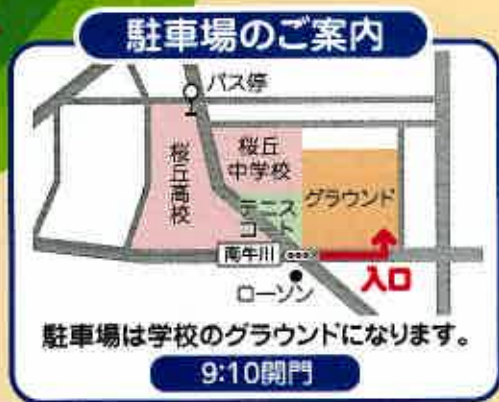 駐車場のご案内
バス停
桜丘高校
桜丘
中学校
グラウンド
テニス
コート
南牛川
入口
ローソン
駐車場は学校のグラウンドになります。
9:10開門